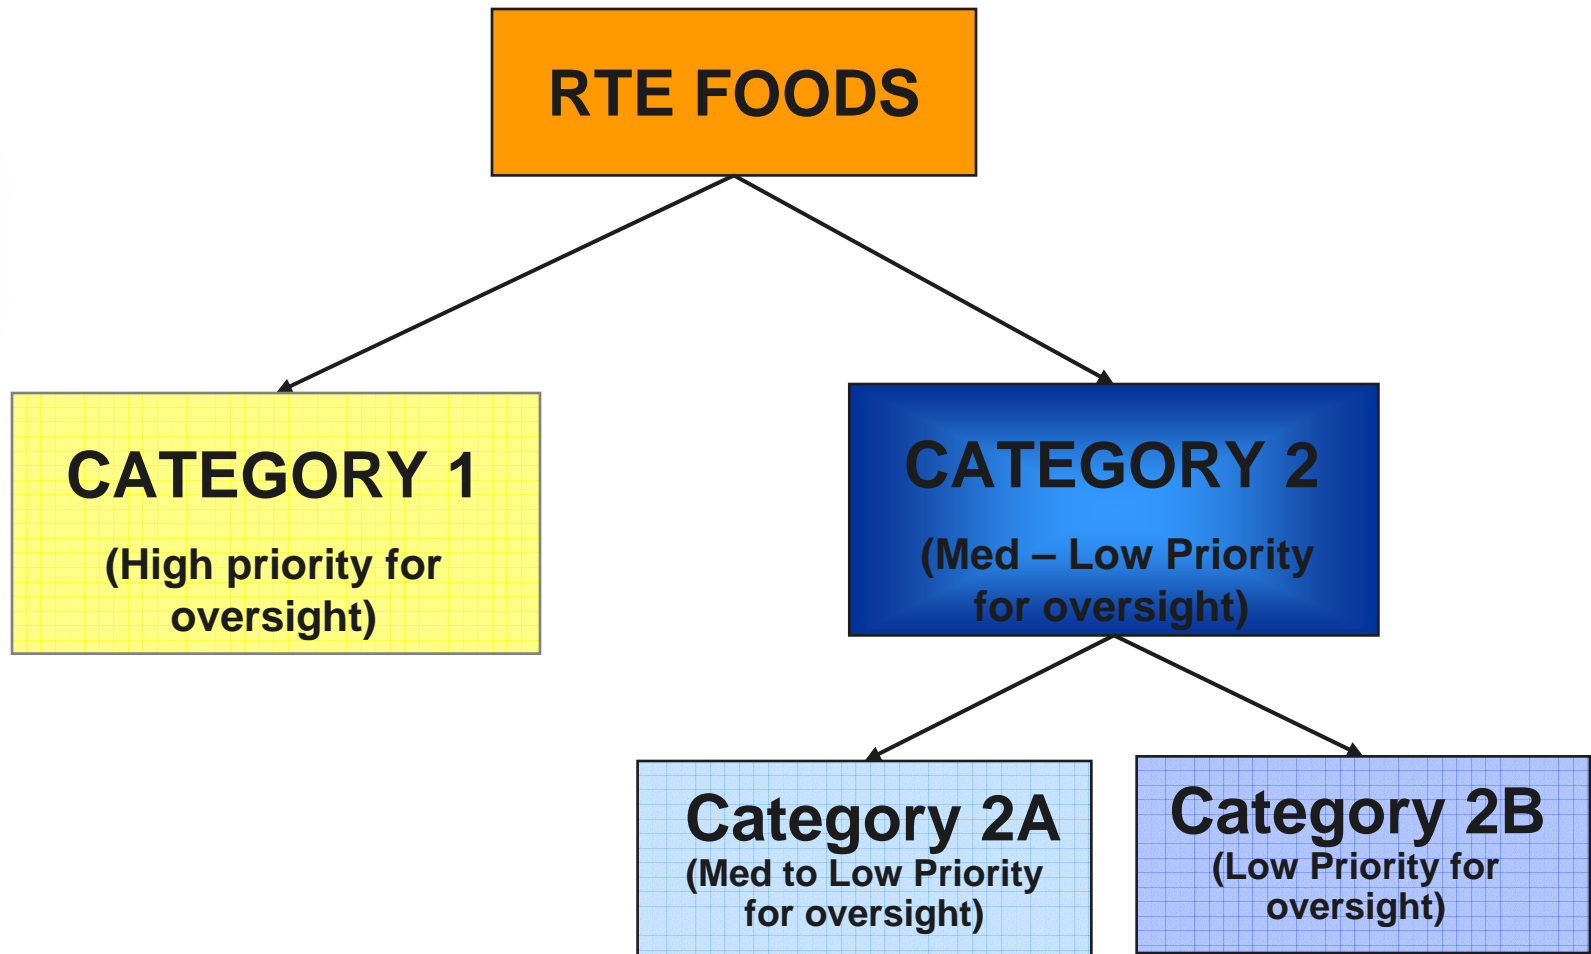 RTE FOODS
CATEGORY 1
(High priority for
oversight)
CATEGORY 2
(Med – Low Priority
for oversight)
Category 2A
(Med to Low Priority
for oversight)
Category 2B
(Low Priority for
oversight)